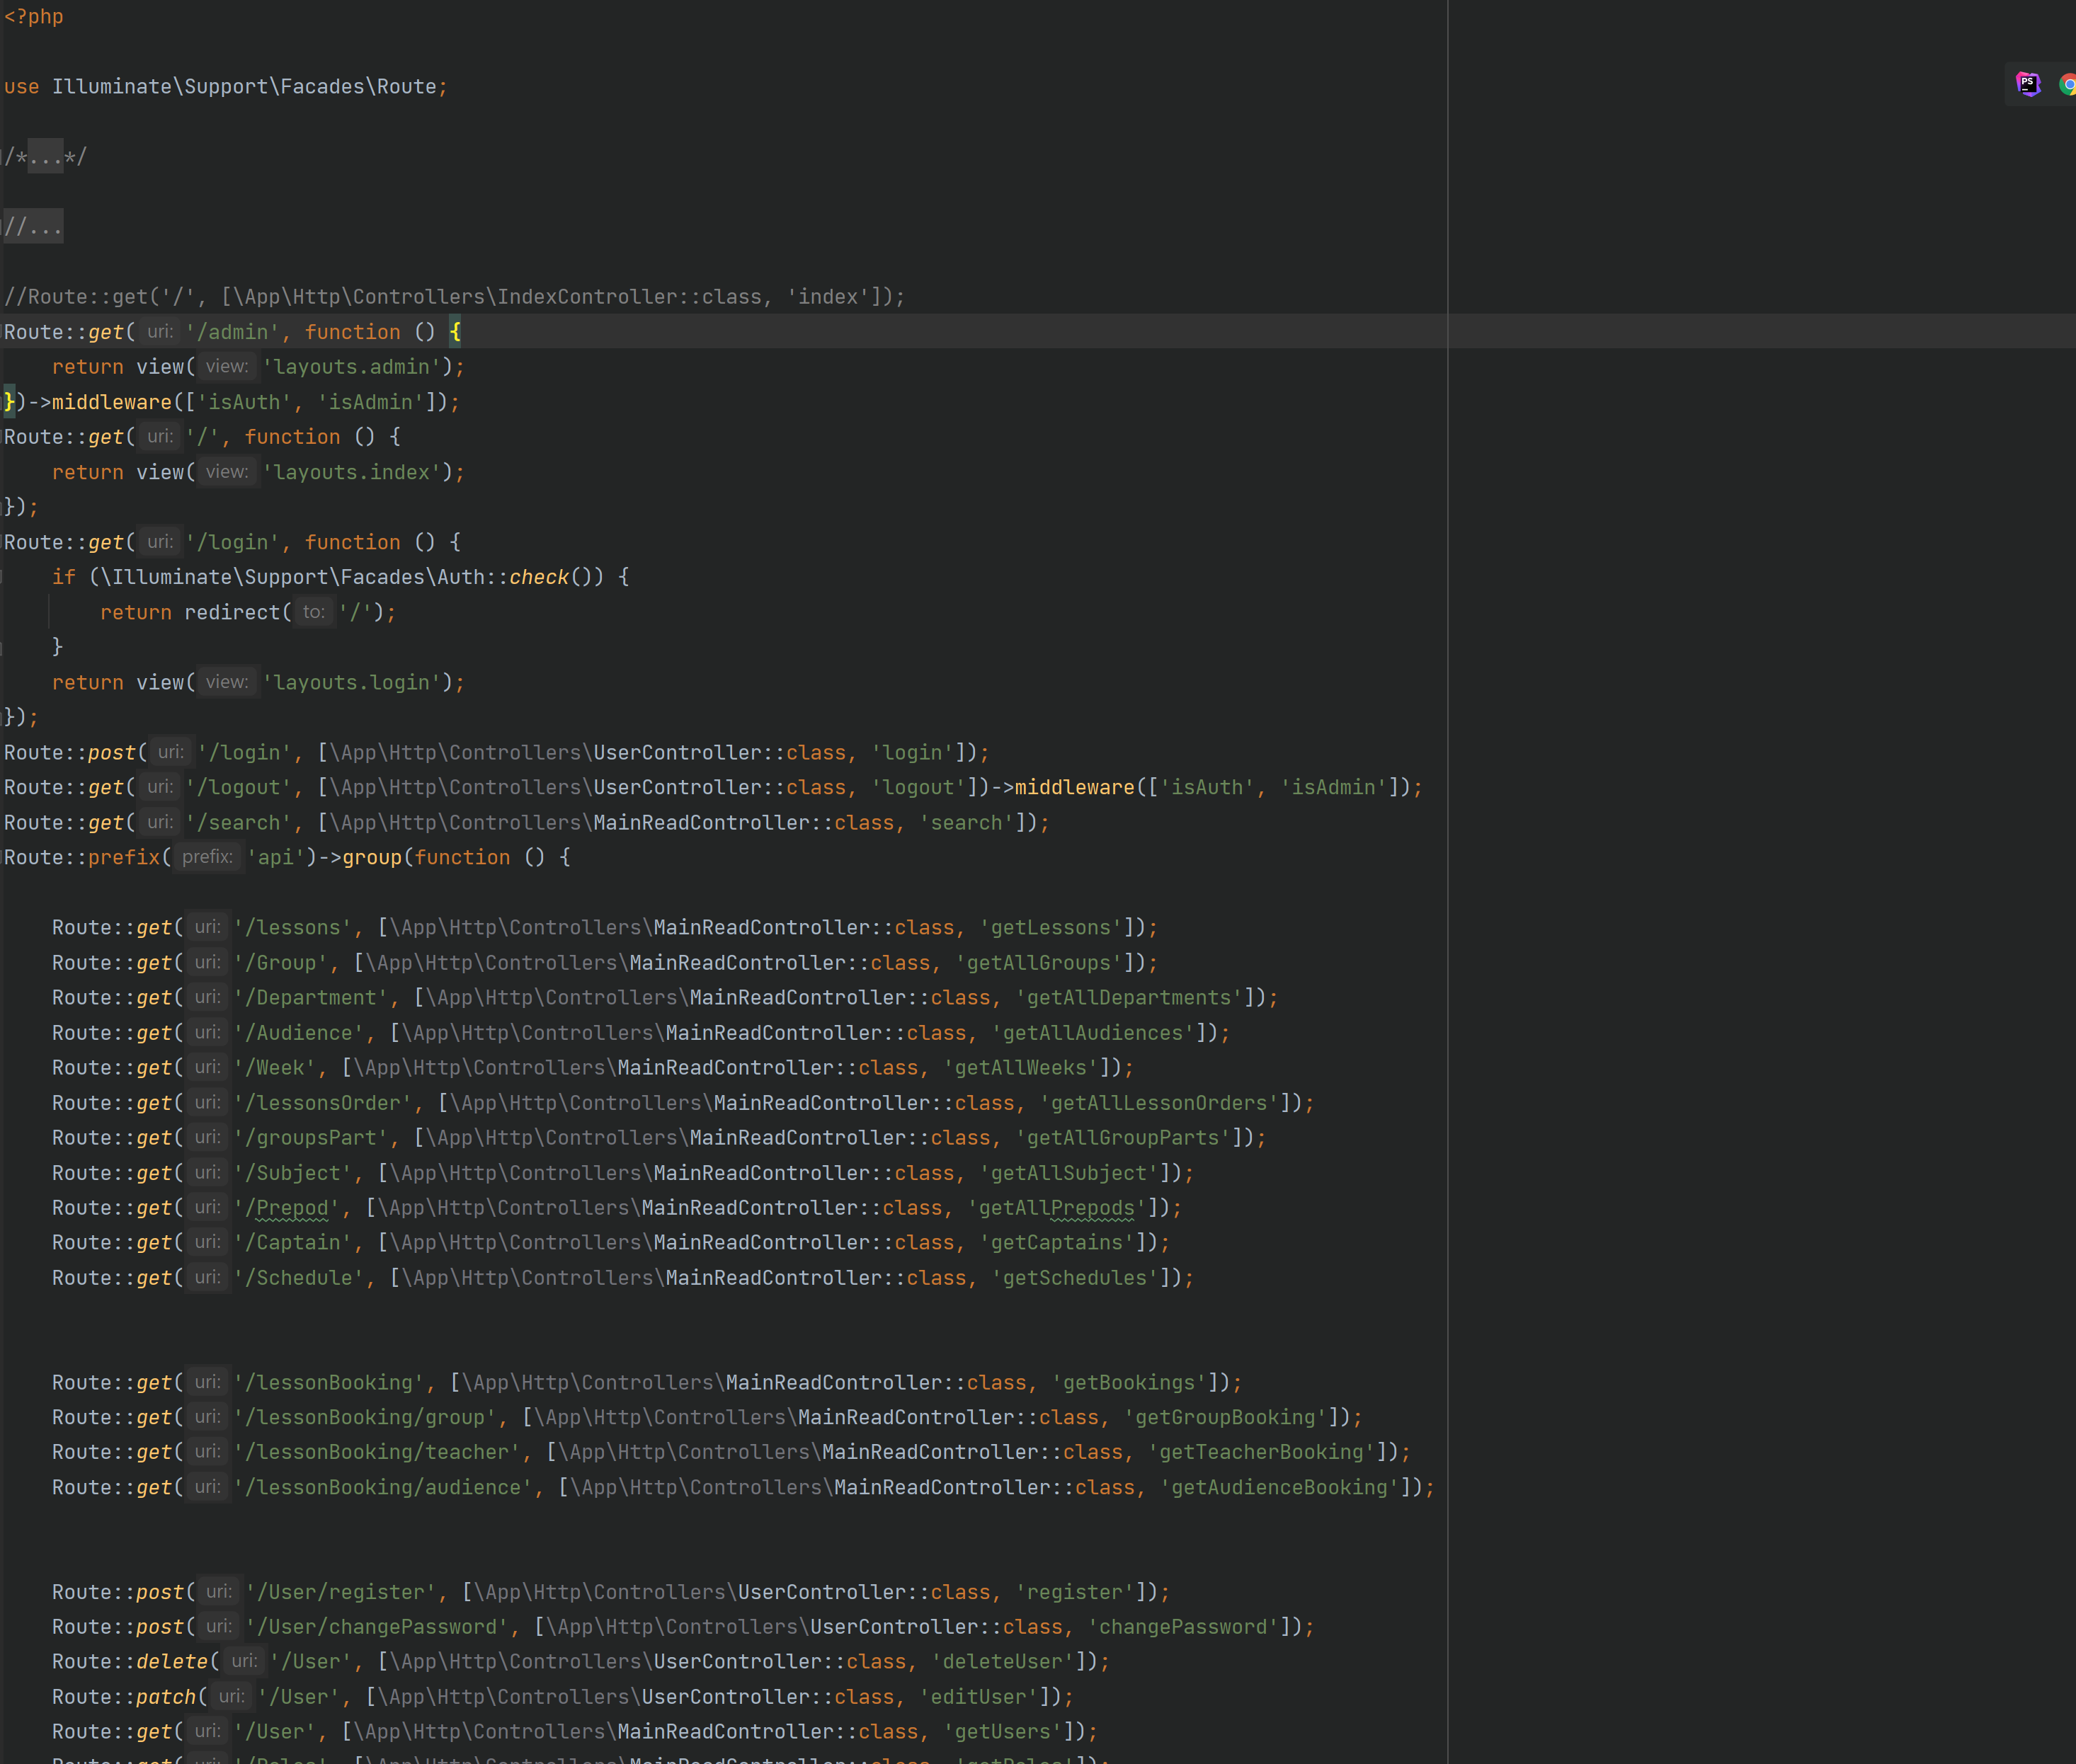 <?php
use Illuminate\Support\Facades\Route;
/*...*/
//...
//Route::get('/', [\App\Http\Controllers\IndexController::class, 'index']);
Route::get( uri: '/admin', function () {
    return view( view: 'layouts.admin');
})->middleware(['isAuth', 'isAdmin']);
Route::get( uri: '/', function () {
    return view( view: 'layouts.index');
});
Route::get( uri: '/login', function () {
    if (\Illuminate\Support\Facades\Auth::check()) {
        return redirect( to: '/');
    }
    return view( view: 'layouts.login');
});
Route::post( uri: '/login', [\App\Http\Controllers\UserController::class, 'login']);
Route::get( uri: '/logout', [\App\Http\Controllers\UserController::class, 'logout'])->middleware(['isAuth', 'isAdmin']);
Route::get( uri: '/search', [\App\Http\Controllers\MainReadController::class, 'search']);
Route::prefix( prefix: 'api')->group(function () {
    Route::get( uri: '/lessons', [\App\Http\Controllers\MainReadController::class, 'getLessons']);
    Route::get( uri: '/Group', [\App\Http\Controllers\MainReadController::class, 'getAllGroups']);
    Route::get( uri: '/Department', [\App\Http\Controllers\MainReadController::class, 'getAllDepartments']);
    Route::get( uri: '/Audience', [\App\Http\Controllers\MainReadController::class, 'getAllAudiences']);
    Route::get( uri: '/Week', [\App\Http\Controllers\MainReadController::class, 'getAllWeeks']);
    Route::get( uri: '/lessonsOrder', [\App\Http\Controllers\MainReadController::class, 'getAllLessonOrders']);
    Route::get( uri: '/groupsPart', [\App\Http\Controllers\MainReadController::class, 'getAllGroupParts']);
    Route::get( uri: '/Subject', [\App\Http\Controllers\MainReadController::class, 'getAllSubject']);
    Route::get( uri: '/Prepod', [\App\Http\Controllers\MainReadController::class, 'getAllPrepods']);
    Route::get( uri: '/Captain', [\App\Http\Controllers\MainReadController::class, 'getCaptains']);
    Route::get( uri: '/Schedule', [\App\Http\Controllers\MainReadController::class, 'getSchedules']);
    Route::get( uri: '/lessonBooking', [\App\Http\Controllers\MainReadController::class, 'getBookings']);
    Route::get( uri: '/lessonBooking/group', [\App\Http\Controllers\MainReadController::class, 'getGroupBooking']);
    Route::get( uri: '/lessonBooking/teacher', [\App\Http\Controllers\MainReadController::class, 'getTeacherBooking']);
    Route::get( uri: '/lessonBooking/audience', [\App\Http\Controllers\MainReadController::class, 'getAudienceBooking']);
    Route::post( uri: '/User/register', [\App\Http\Controllers\UserController::class, 'register']);
    Route::post( uri: '/User/changePassword', [\App\Http\Controllers\UserController::class, 'changePassword']);
    Route::delete( uri: '/User', [\App\Http\Controllers\UserController::class, 'deleteUser']);
    Route::patch( uri: '/User', [\App\Http\Controllers\UserController::class, 'editUser']);
    Route::get( uri: '/User', [\App\Http\Controllers\MainReadController::class, 'getUsers']);